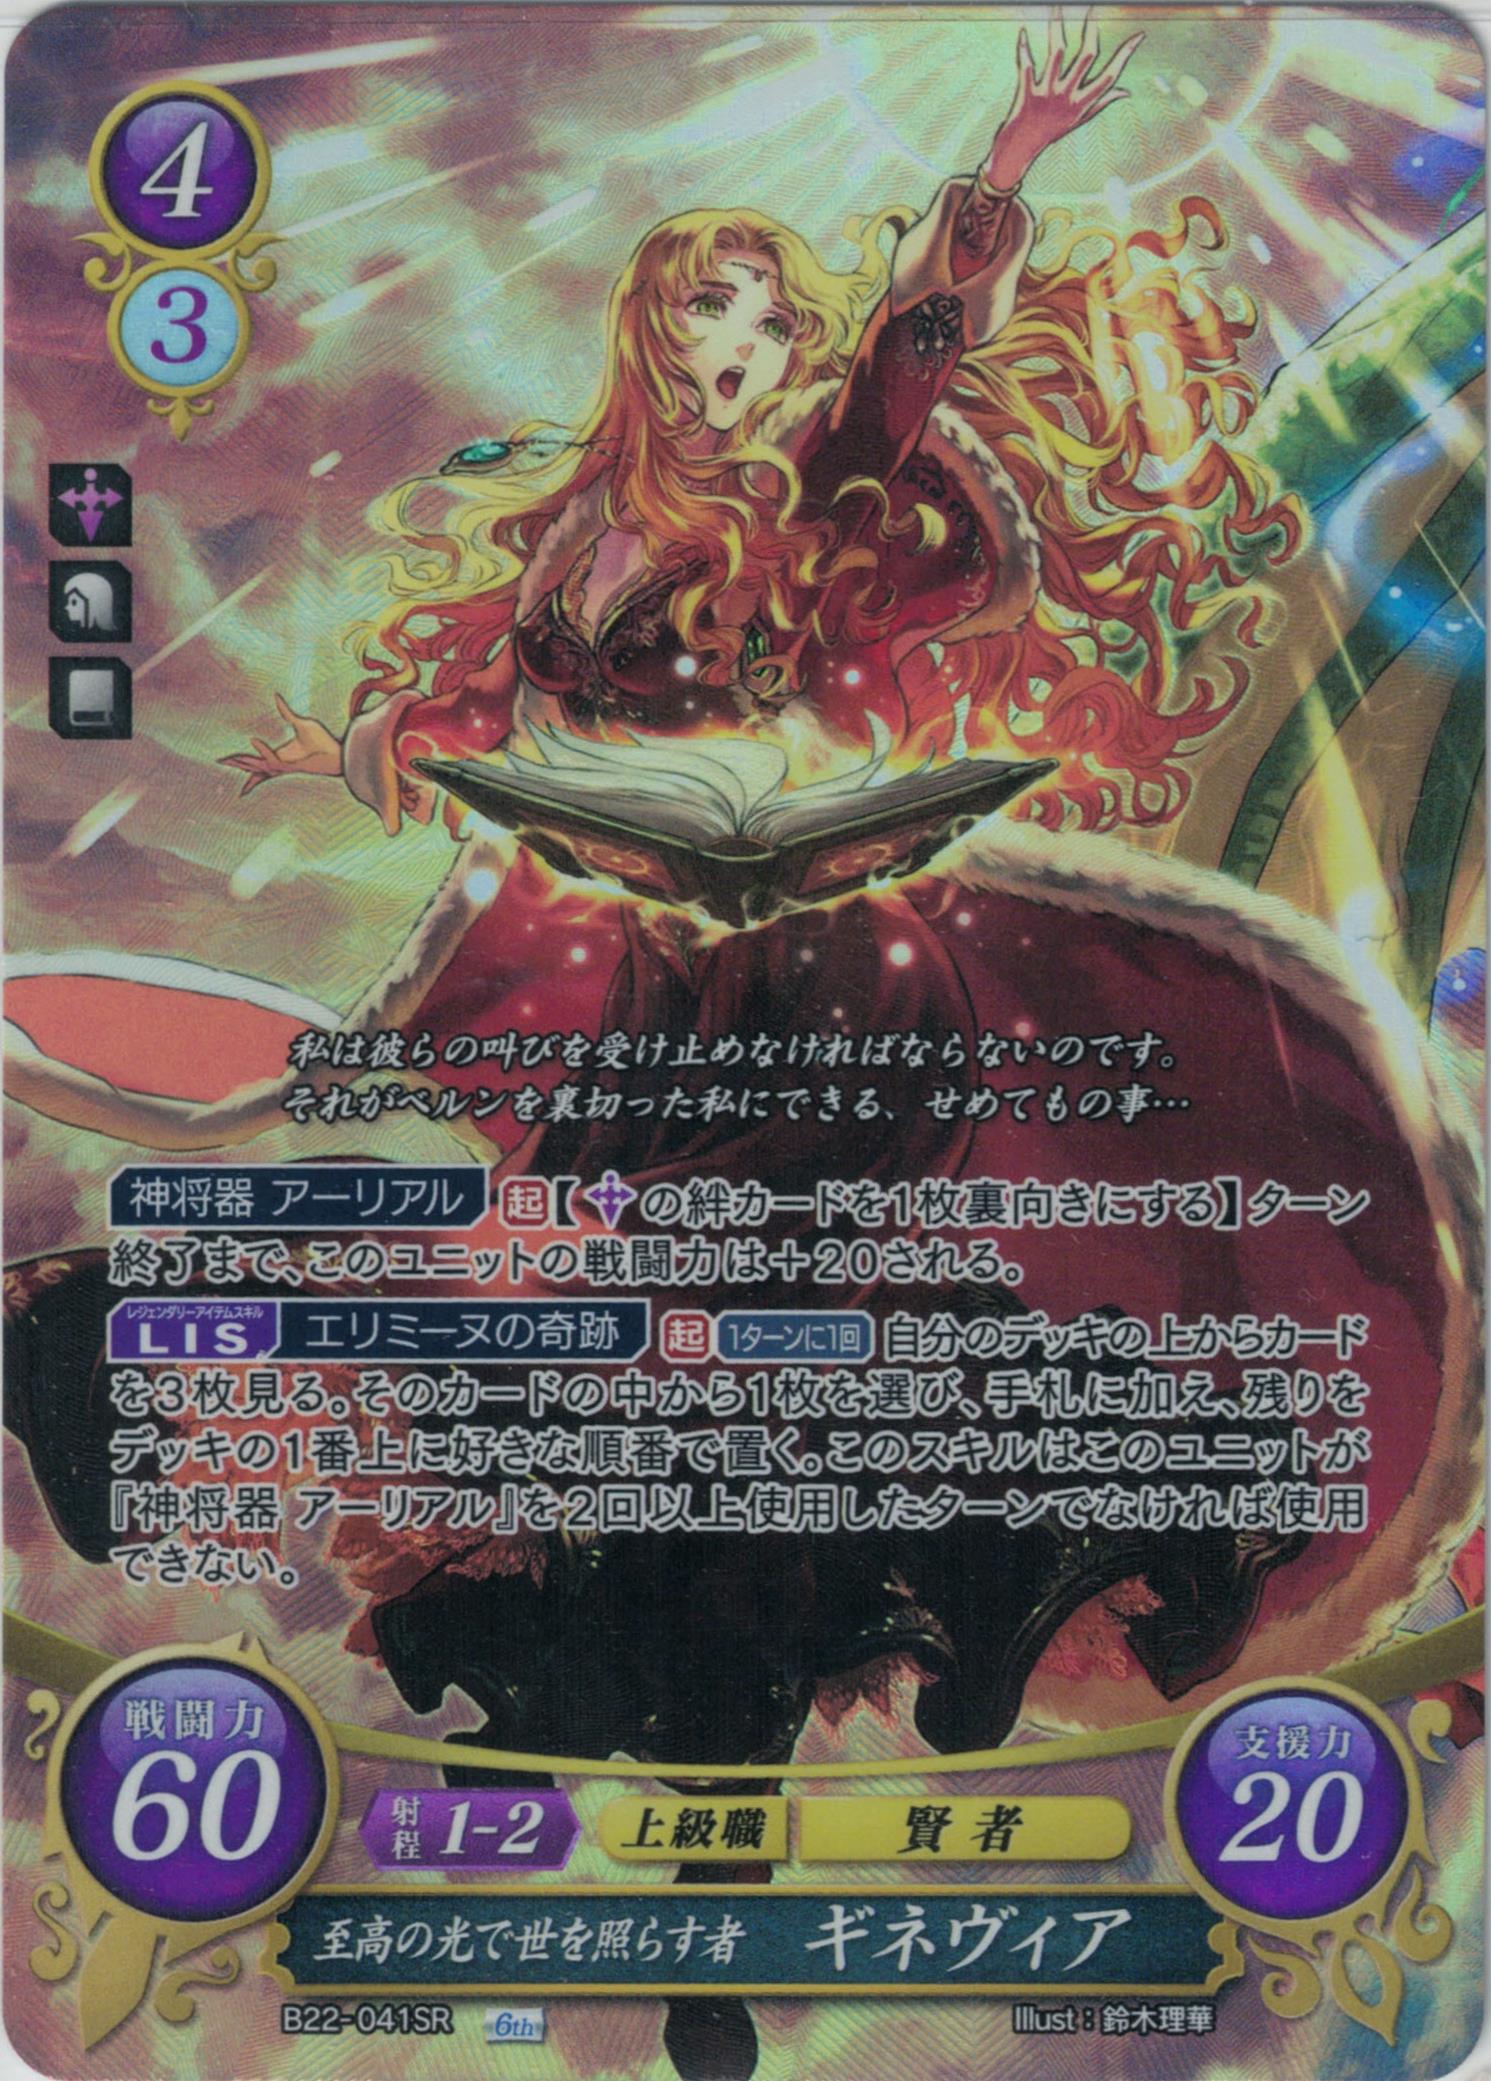 4
3
私は彼らの叫びを受け止めなければならないのです。
それがベルンを裏切った私にできる、せめてもの事…
神将器 アーリアル 起【の絆カードを1枚裏向きにする】ターン
終了まで、このユニットの戦闘力は＋20される。
レジェンダリーアイテムスキル
LIS エリミーヌの奇跡 起 1ターンに1回 自分のデッキの上からカード
を3枚見る。そのカードの中から1枚を選び、手札に加え、残りを
デッキの1番上に好きな順番で置く。このスキルはこのユニットが
『神将器 アーリアル』を2回以上使用したターンでなければ使用
できない。
戦闘力
60
射程 1-2
上級職 賢者
支援力
20
至高の光で世を照らす者 ギネヴィア
B22-041SR 6th Illust：鈴木理華